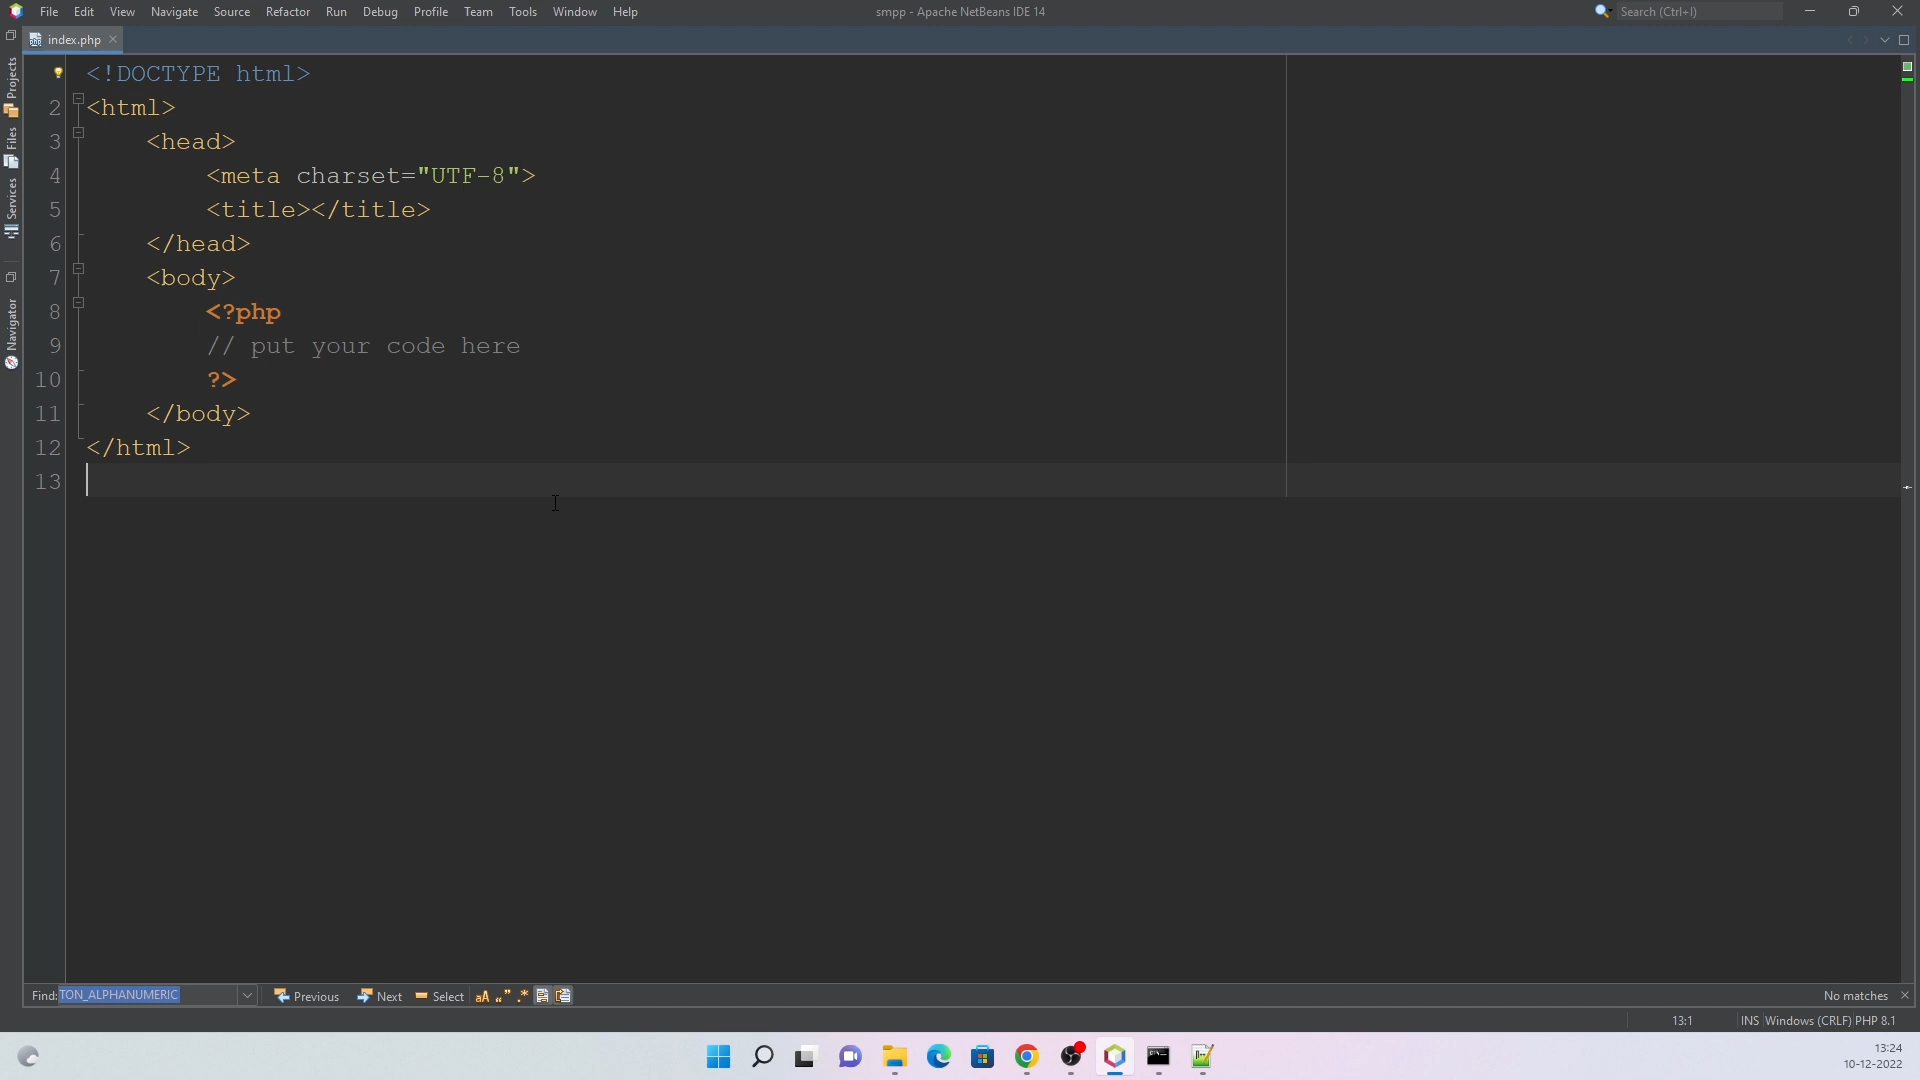 File Edit View Navigate Source Refactor Run Debug Profile Team Tools Window Help
smpp - Apache NetBeans IDE 14
Search (Ctrl+I)
index.php
Projects
Files
Services
Navigator
<!DOCTYPE html>
2 <html>
3 <head>
4 <meta charset="UTF-8">
5 <title></title>
6 </head>
7 <body>
8 <?php
9 // put your code here
10 ?>
11 </body>
12 </html>
13
Find: TON_ALPHANUMERIC Previous Next Select aA No matches
13:1 INS Windows (CRLF) PHP 8.1
13:24
10-12-2022